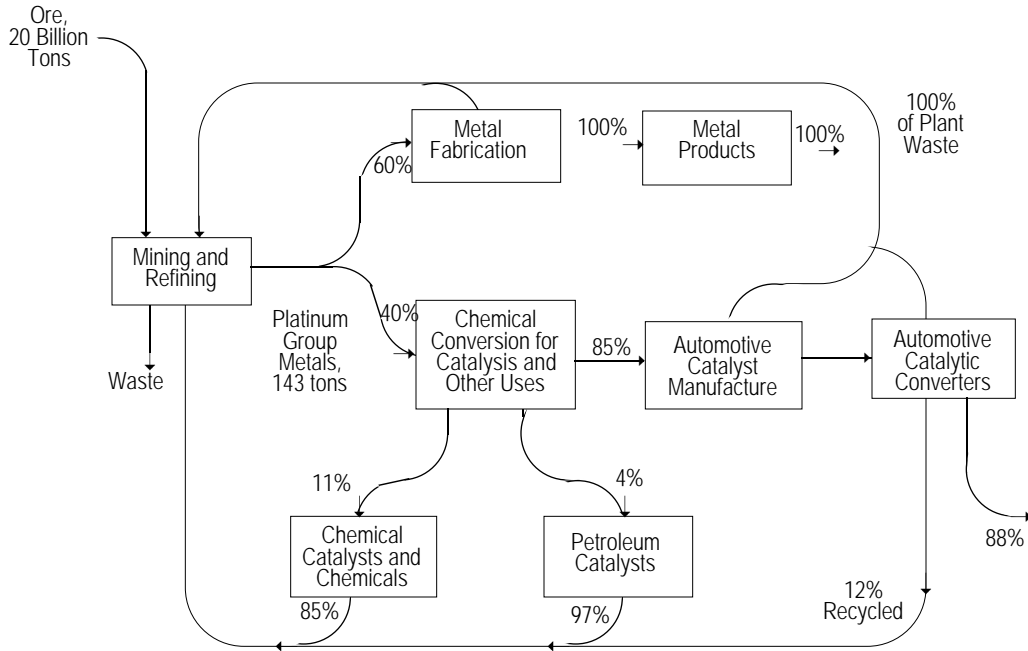 Ore,
20 Billion
Tons
100%
of Plant
Waste
Metal
Fabrication
100%
Metal
Products
100%
60%
Mining and
Refining
Platinum
Group
Metals,
143 tons
40%
Chemical
Conversion for
Catalysis and
Other Uses
85%
Automotive
Catalyst
Manufacture
Automotive
Catalytic
Converters
Waste
11%
4%
Chemical
Catalysts and
Chemicals
Petroleum
Catalysts
88%
85%
97%
12%
Recycled